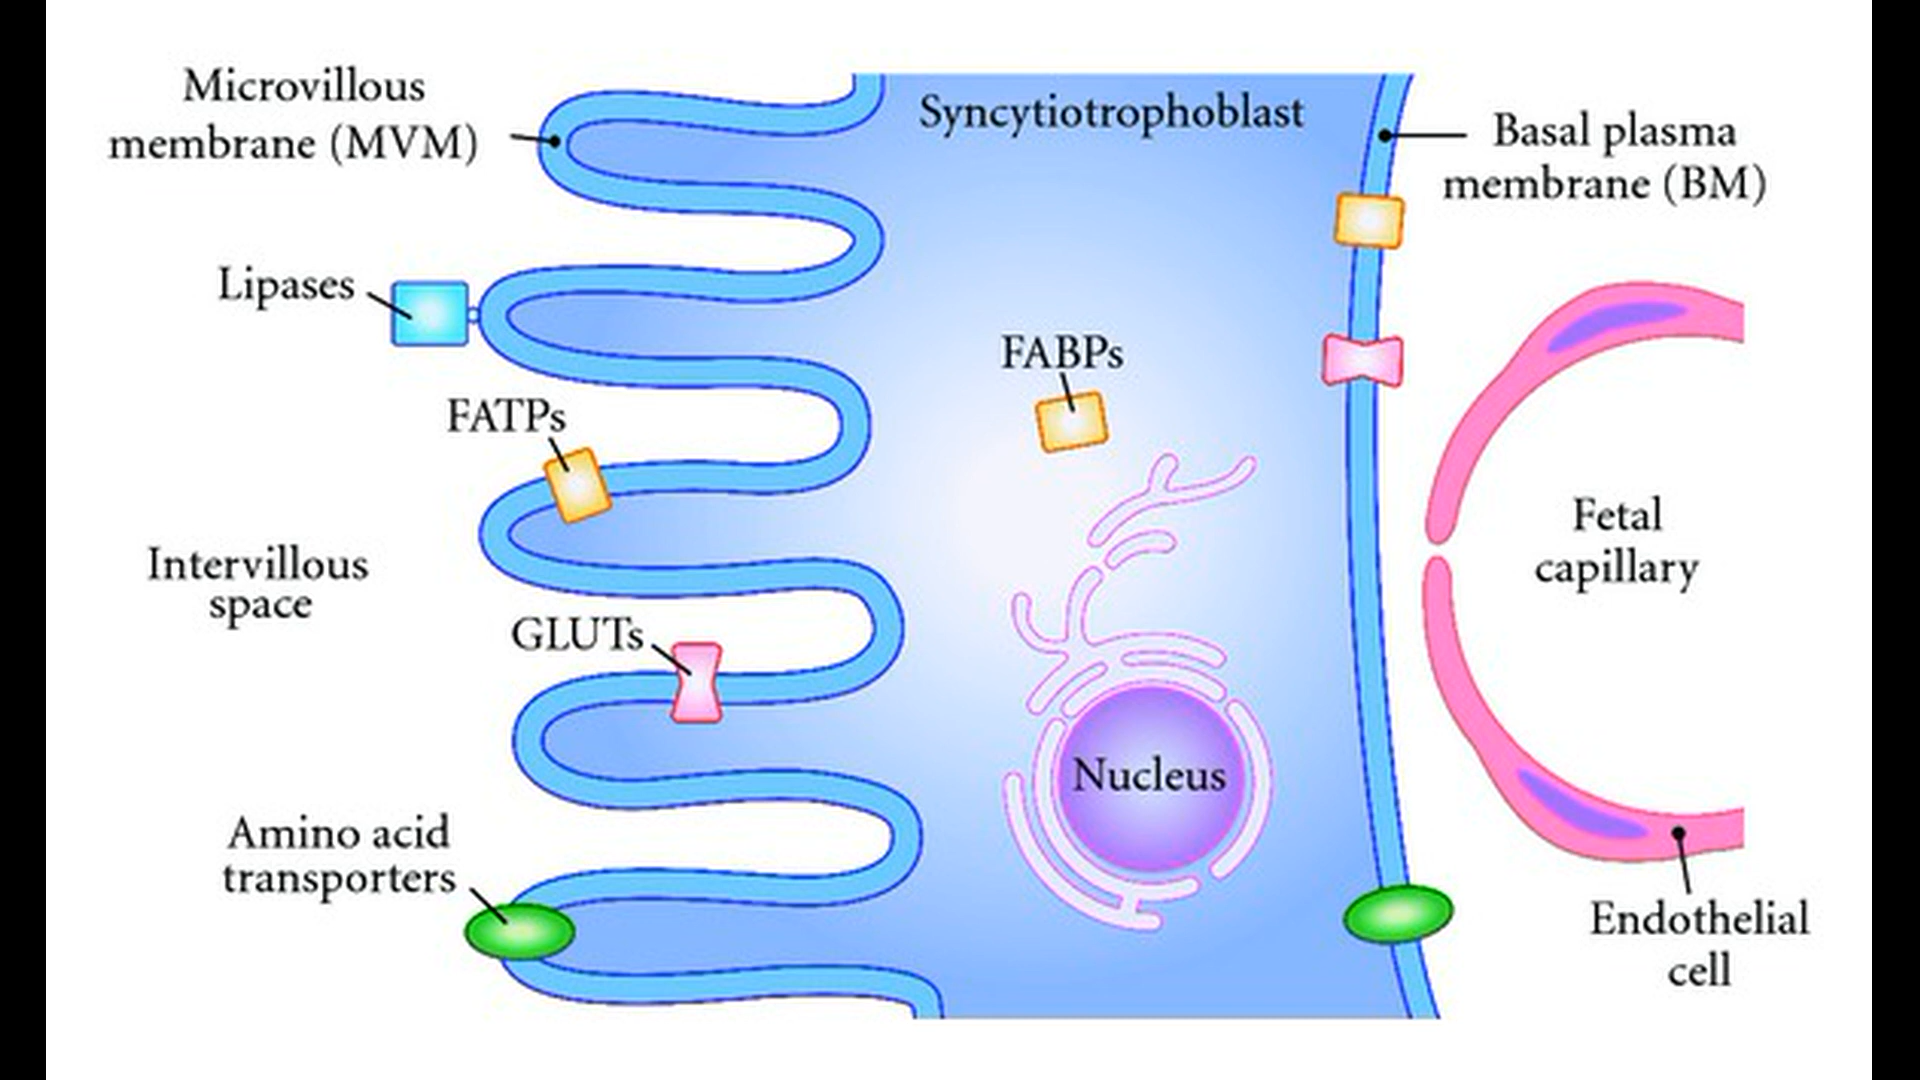 Microvillous
membrane (MVM)
Syncytiotrophoblast
Basal plasma
membrane (BM)
Lipases
FABPs
FATPs
Intervillous
space
Fetal
capillary
GLUTs
Nucleus
Amino acid
transporters
Endothelial
cell